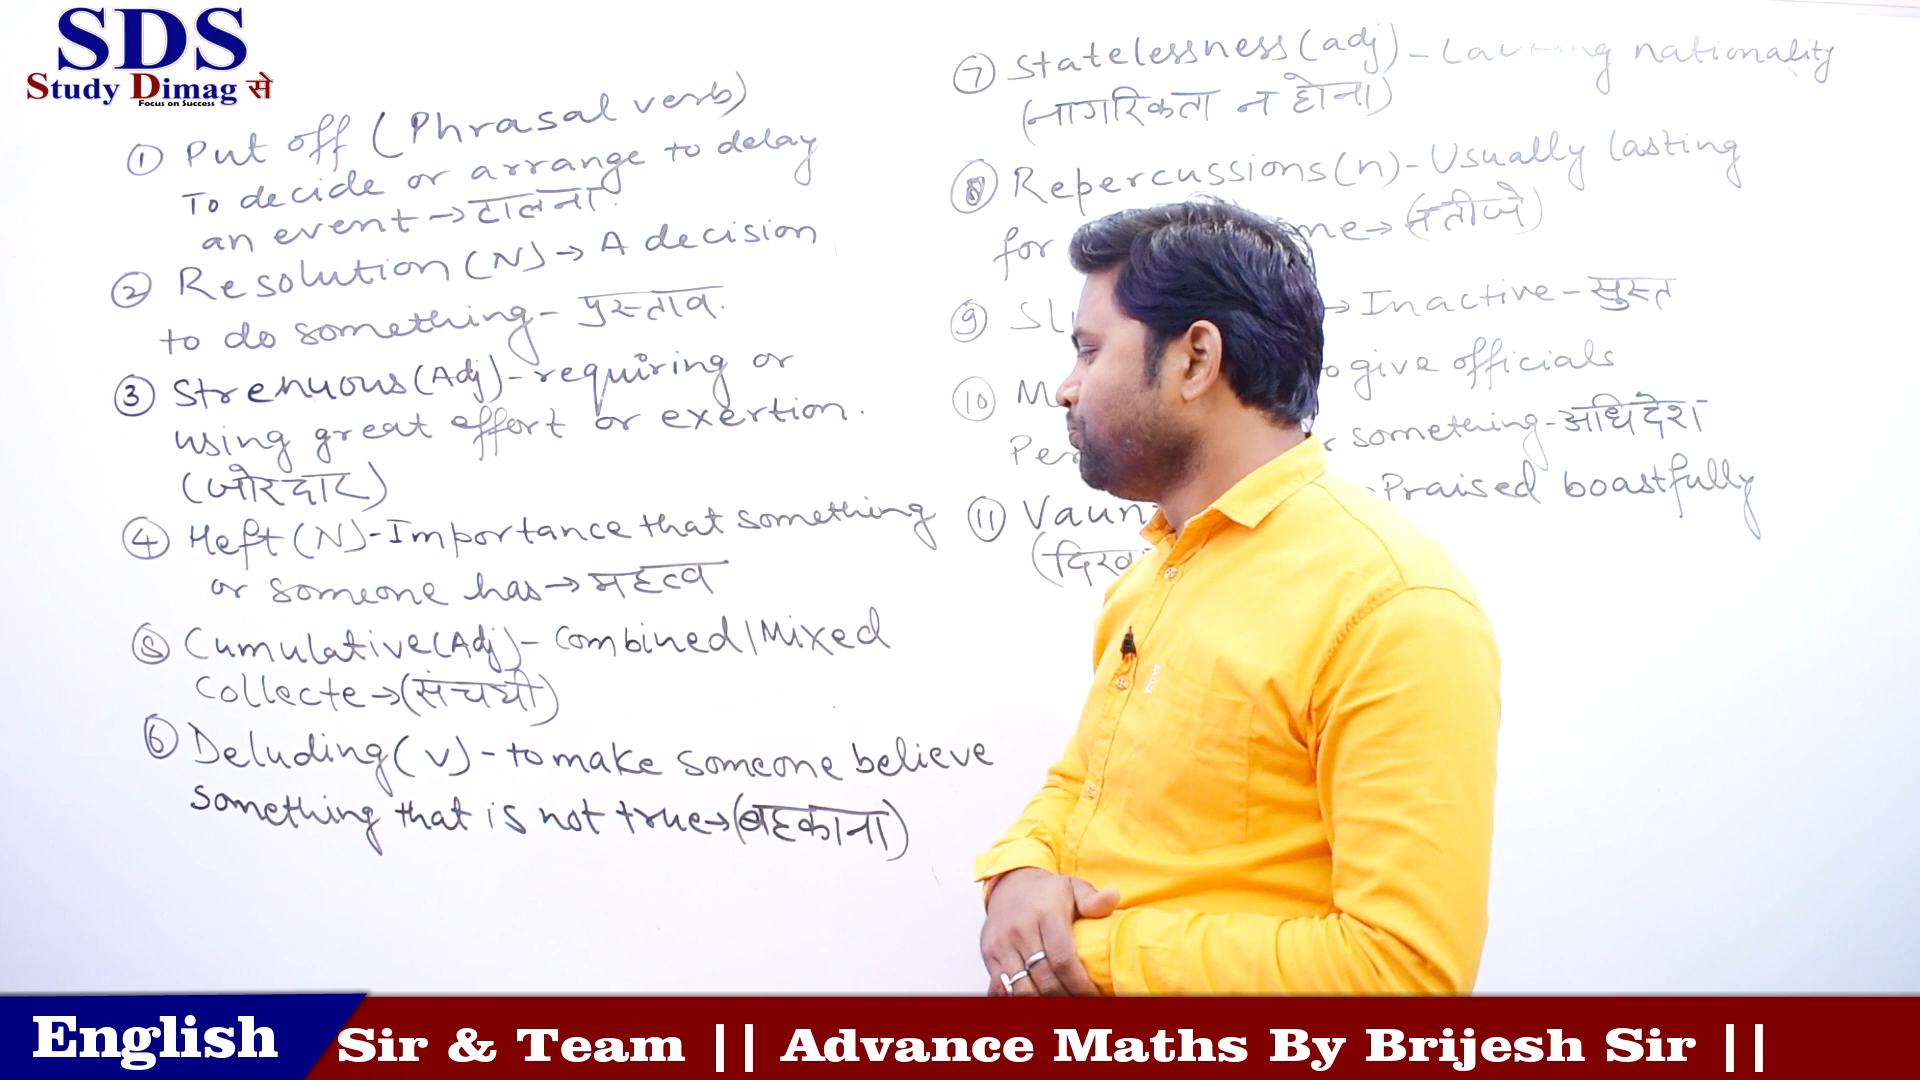 SDS
Study Dimag से
Focus on Success
① Put off (Phrasal verb)
To decide or arrange to delay
an event → टालना
② Resolution (N) → A decision
to do something - प्रस्ताव.
③ Strenuous (Adj) - requiring or
using great effort or exertion.
(जोरदार)
④ Heft (N) - Importance that something
or someone has → महत्व
Cumulative (Adj) - Combined / Mixed
Collecte → (संचयी)
⑥ Deluding (v) - to make someone believe
something that is not true → (बहकाना)
⑦ Statelessness (adj) - nationality
(नागरिकता न होना)
⑧ Repercussions (n) - Usually lasting
for → (नतीजे)
⑨ → Inactive - सुस्त
⑩ give officials
something - अधिदेश
⑪ Praised boastfully
English
Sir & Team || Advance Maths By Brijesh Sir ||